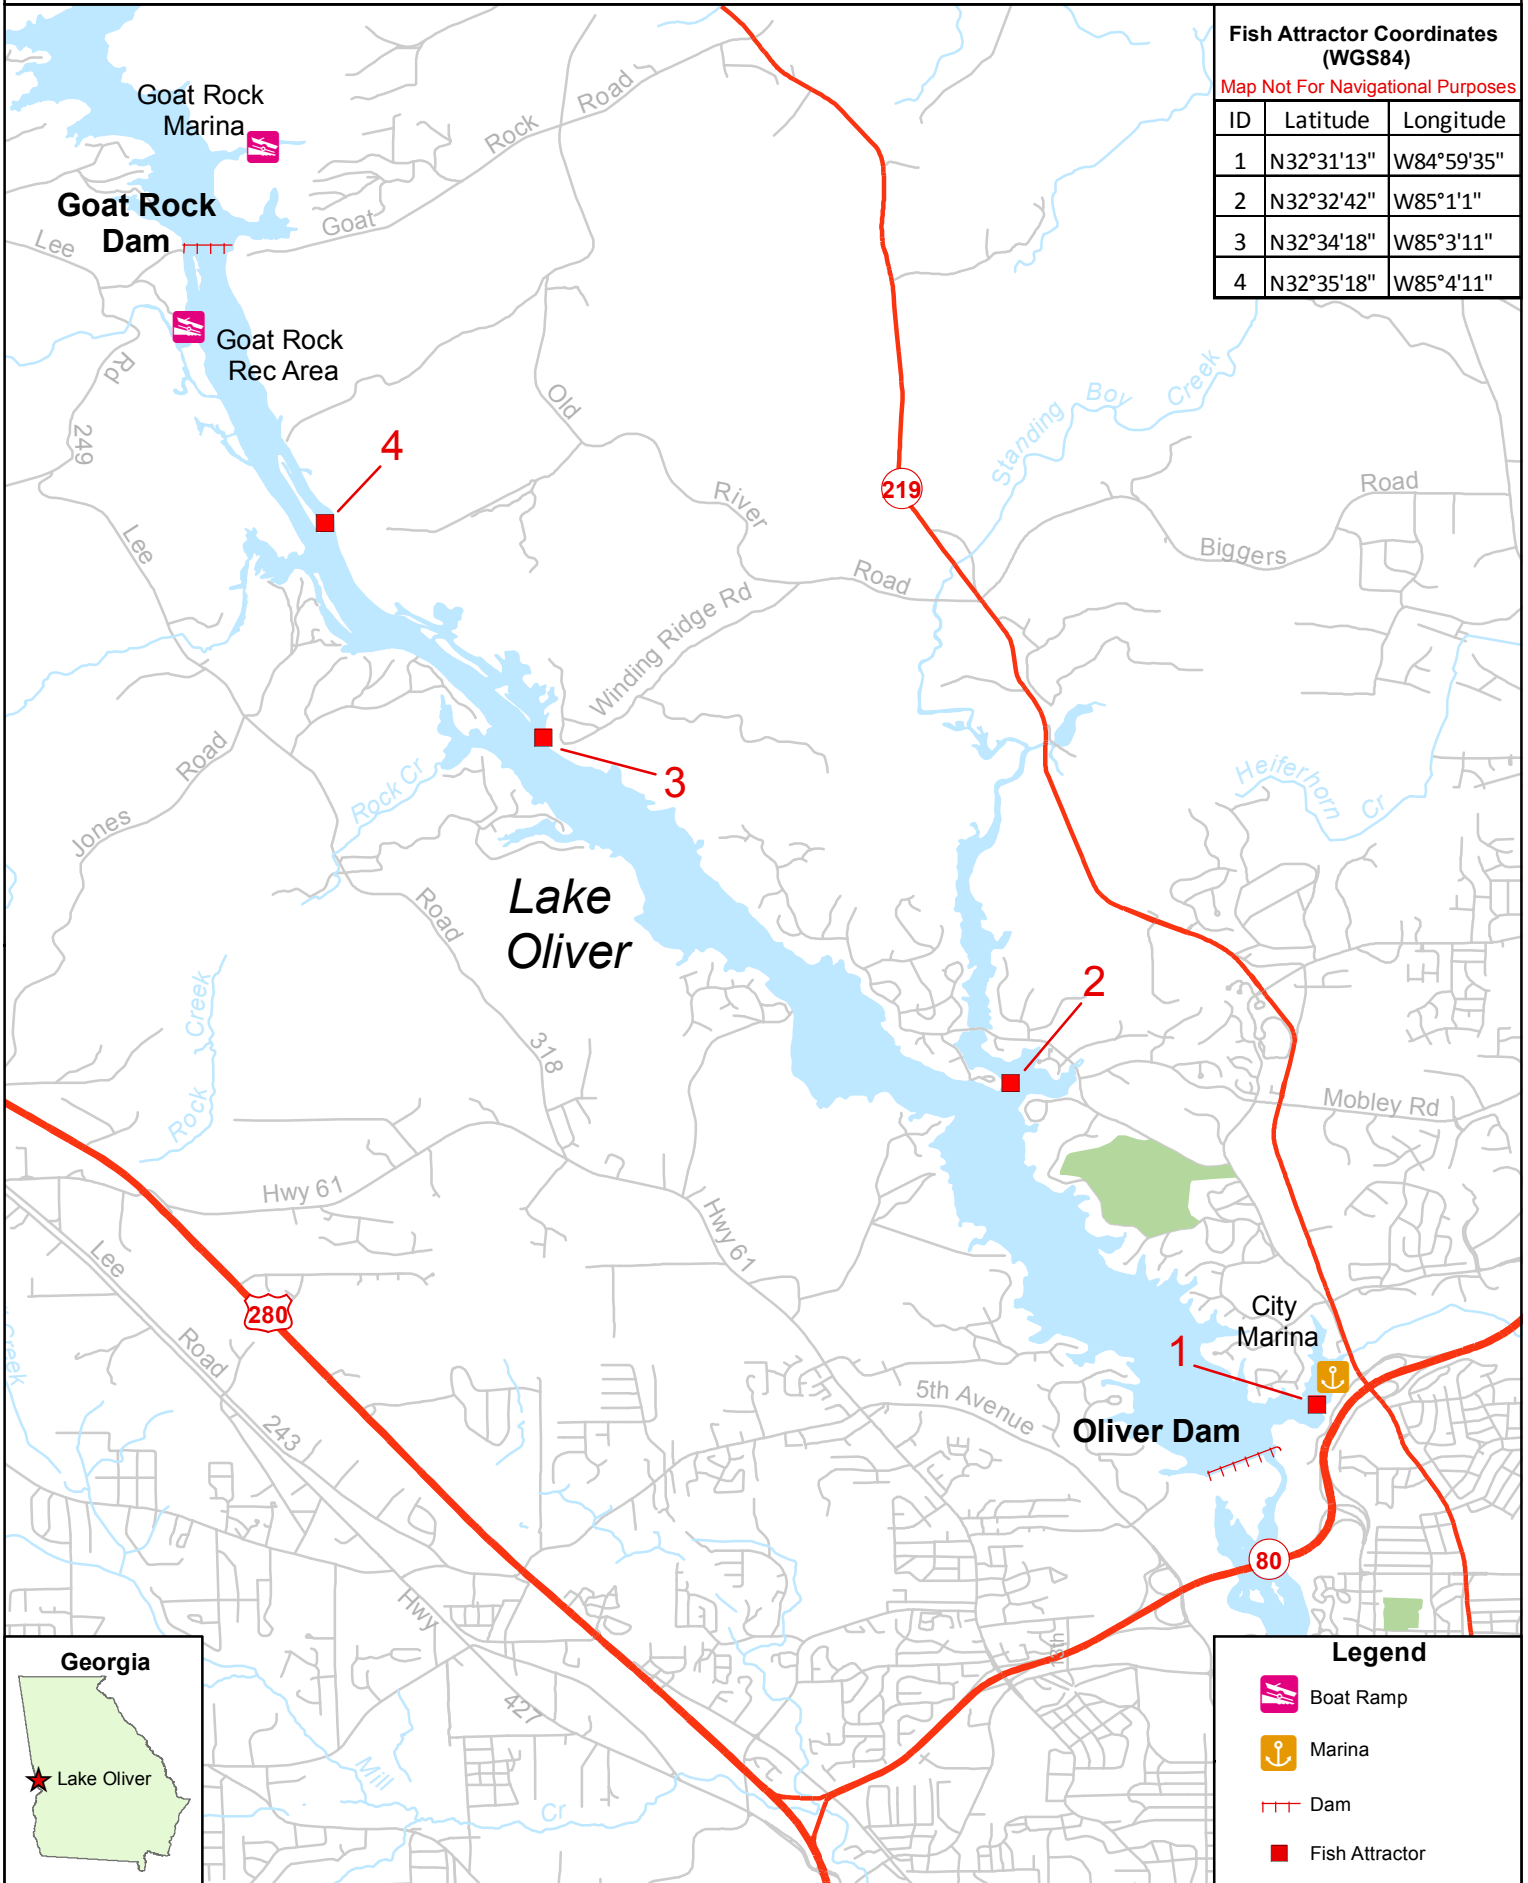 Fish Attractor Coordinates
(WGS84)
Map Not For Navigational Purposes
ID Latitude Longitude
1 N32°31'13" W84°59'35"
2 N32°32'42" W85°1'1"
3 N32°34'18" W85°3'11"
4 N32°35'18" W85°4'11"
Goat Rock
Marina
Goat Rock
Dam
Goat Rock Road
Lee
Rd
249
Goat Rock
Rec Area
4
Old
River
Road
219
Standing Boy Creek
Road
Biggers
Lee
Winding Ridge Rd
3
Road
Jones
Rock Cr
Heiferhorn
Cr
Lake
Oliver
Road
318
Rock Creek
2
Mobley Rd
Hwy 61
Hwy 61
Lee
Road
243
280
Creek
City
Marina
1
5th Avenue
Oliver Dam
80
Hwy
427
13th
Mill
Cr
Georgia
Lake Oliver
Legend
Boat Ramp
Marina
Dam
Fish Attractor